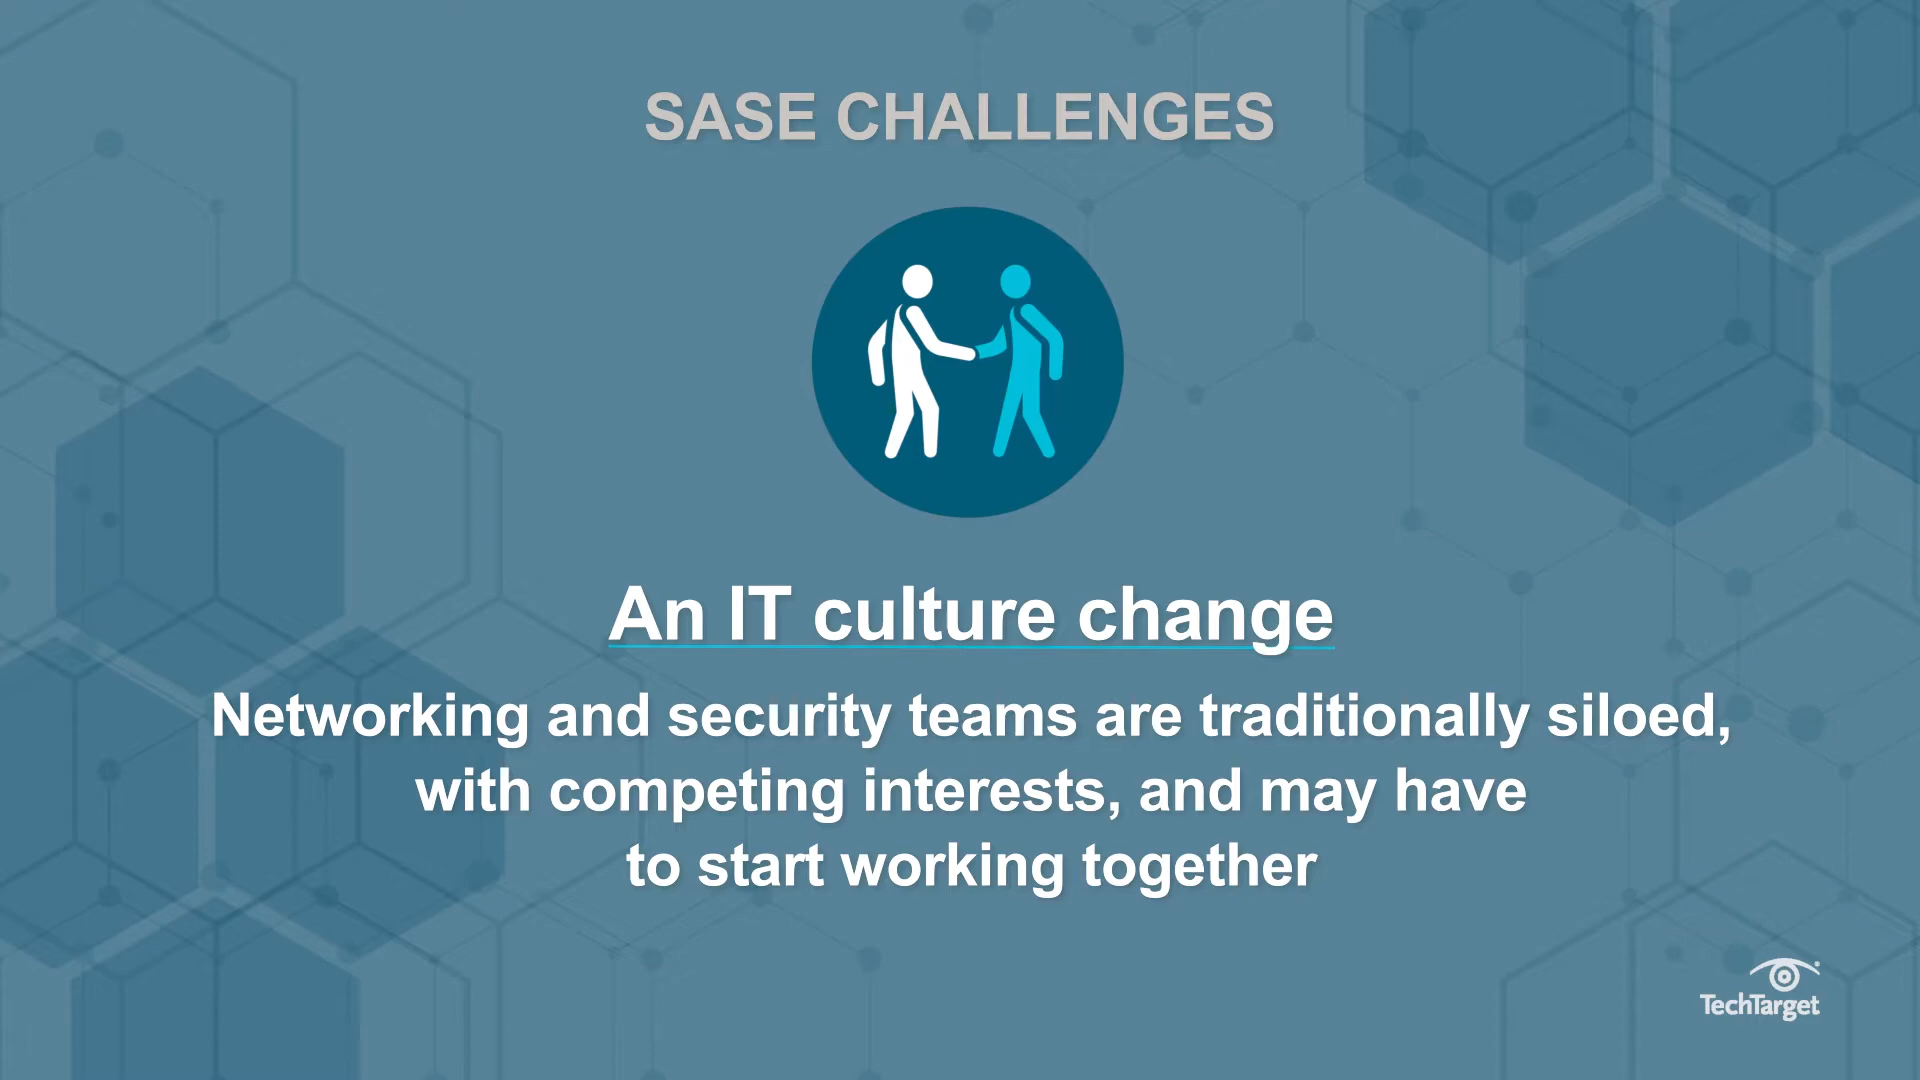 SASE CHALLENGES
An IT culture change
Networking and security teams are traditionally siloed,
with competing interests, and may have
to start working together
TechTarget